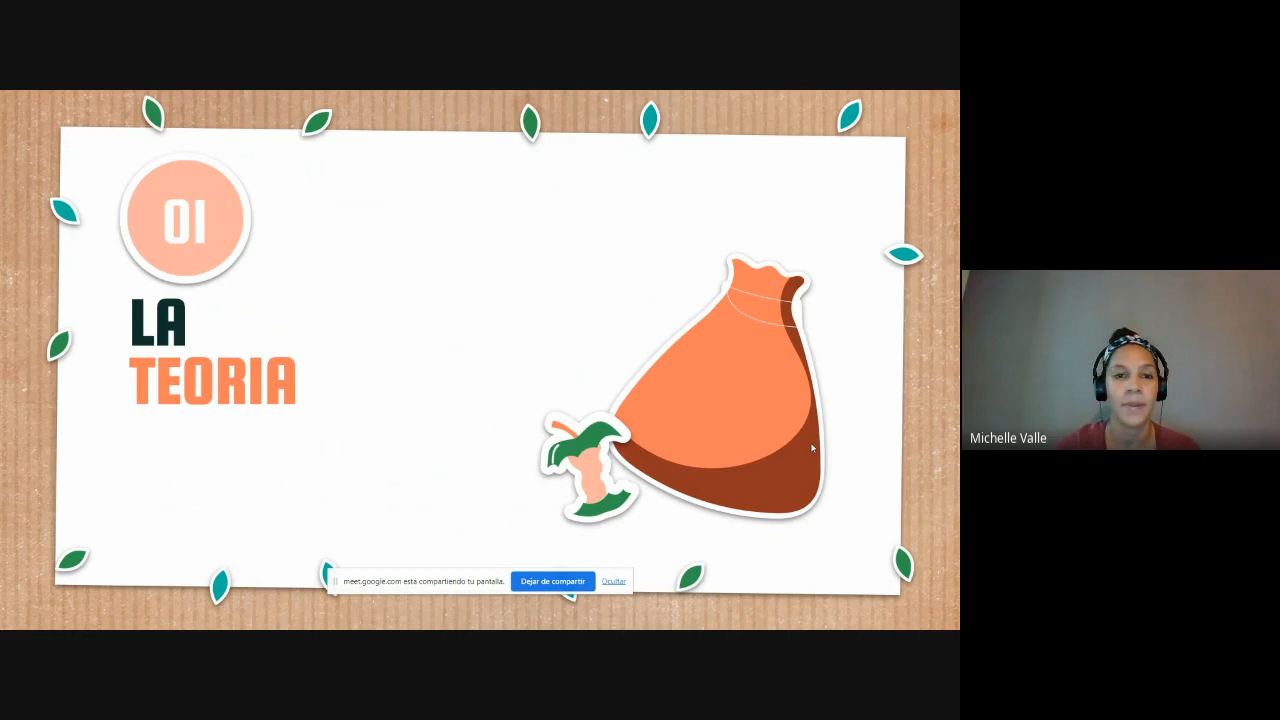 01
LA
TEORIA
meet.google.com está compartiendo tu pantalla.
Dejar de compartir
Ocultar
Michelle Valle